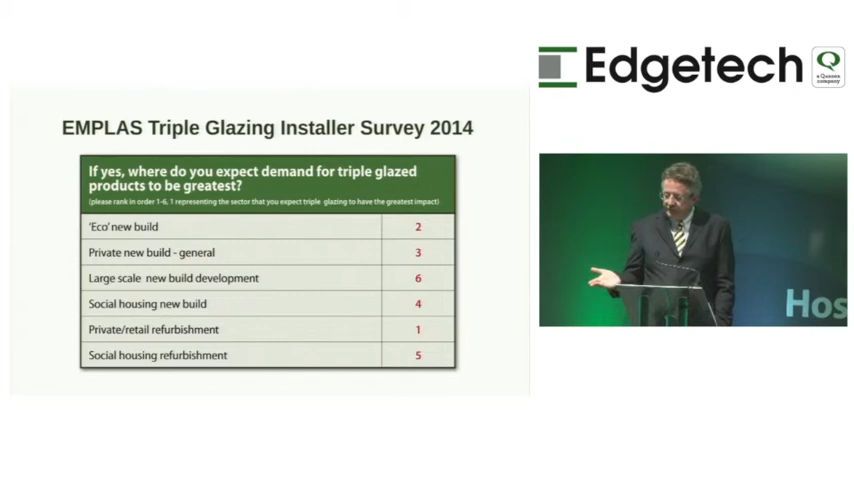 Edgetech
Q
a Quanex
company
EMPLAS Triple Glazing Installer Survey 2014
If yes, where do you expect demand for triple glazed
products to be greatest?
(please rank in order 1-6, 1 representing the sector that you expect triple glazing to have the greatest impact)
‘Eco’ new build 2
Private new build - general 3
Large scale new build development 6
Social housing new build 4
Private/retail refurbishment 1
Social housing refurbishment 5
Hos